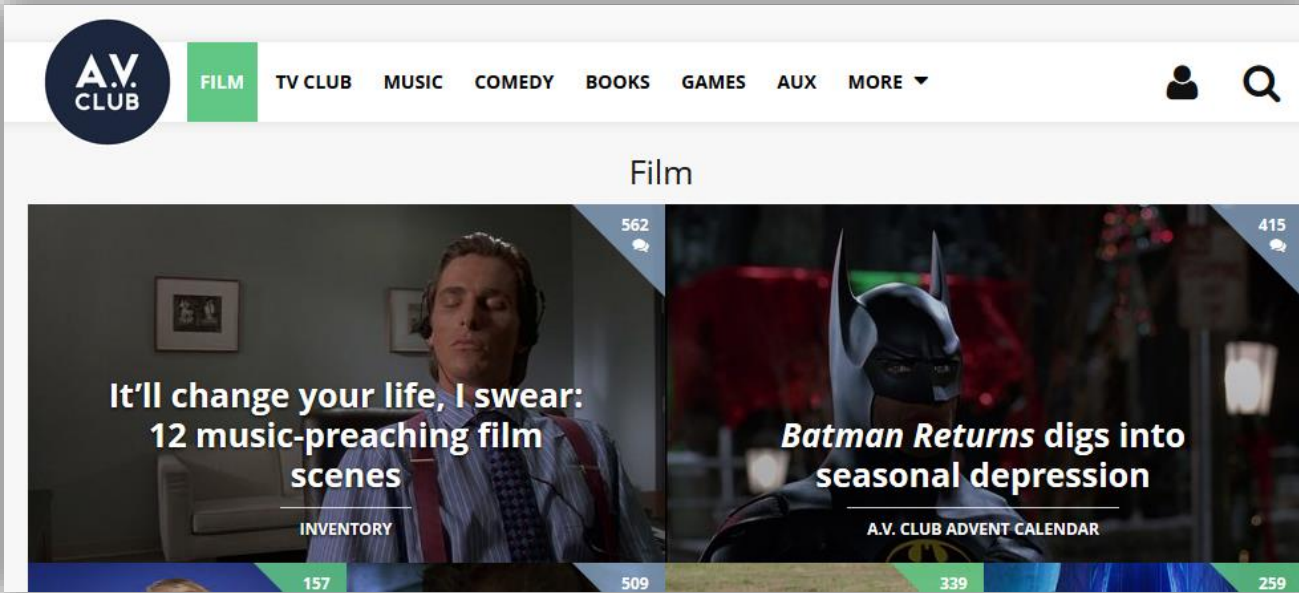 A.V.
CLUB
FILM TV CLUB MUSIC COMEDY BOOKS GAMES AUX MORE
Film
562
415
It'll change your life, I swear:
12 music-preaching film
scenes
INVENTORY
Batman Returns digs into
seasonal depression
A.V. CLUB ADVENT CALENDAR
157
509
339
259